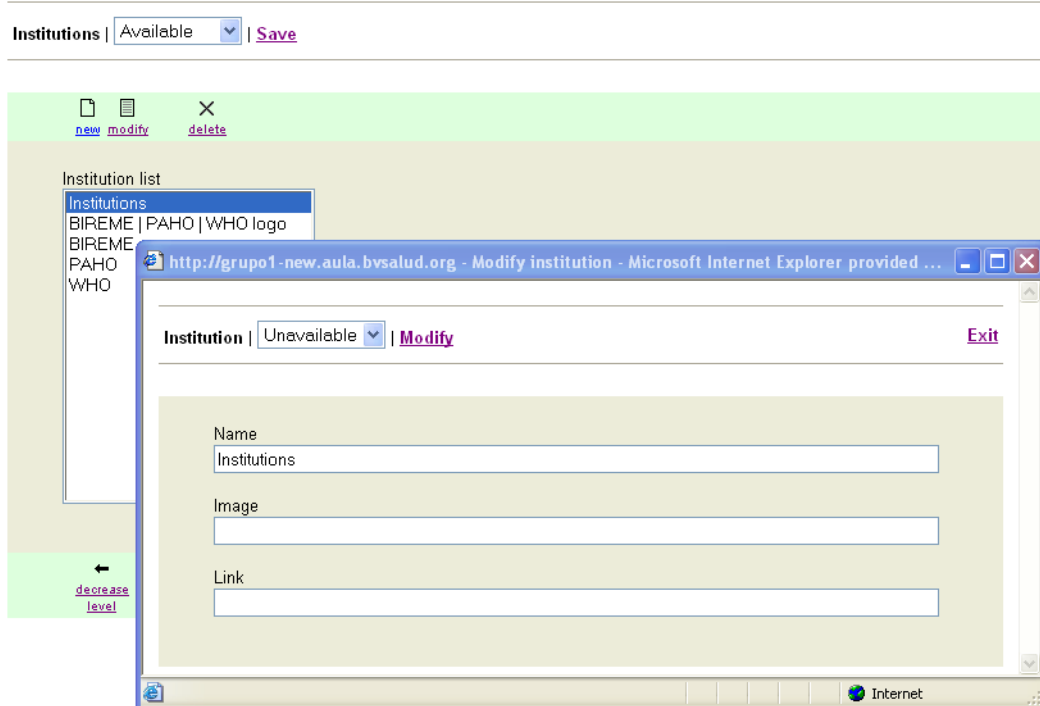 Institutions | Available | Save
new modify delete
Institution list
Institutions
BIREME | PAHO | WHO logo
BIREME
PAHO
WHO
http://grupo1-new.aula.bvsalud.org - Modify institution - Microsoft Internet Explorer provided ...
Institution | Unavailable | Modify Exit
Name
Institutions
Image
Link
decrease
level
Internet